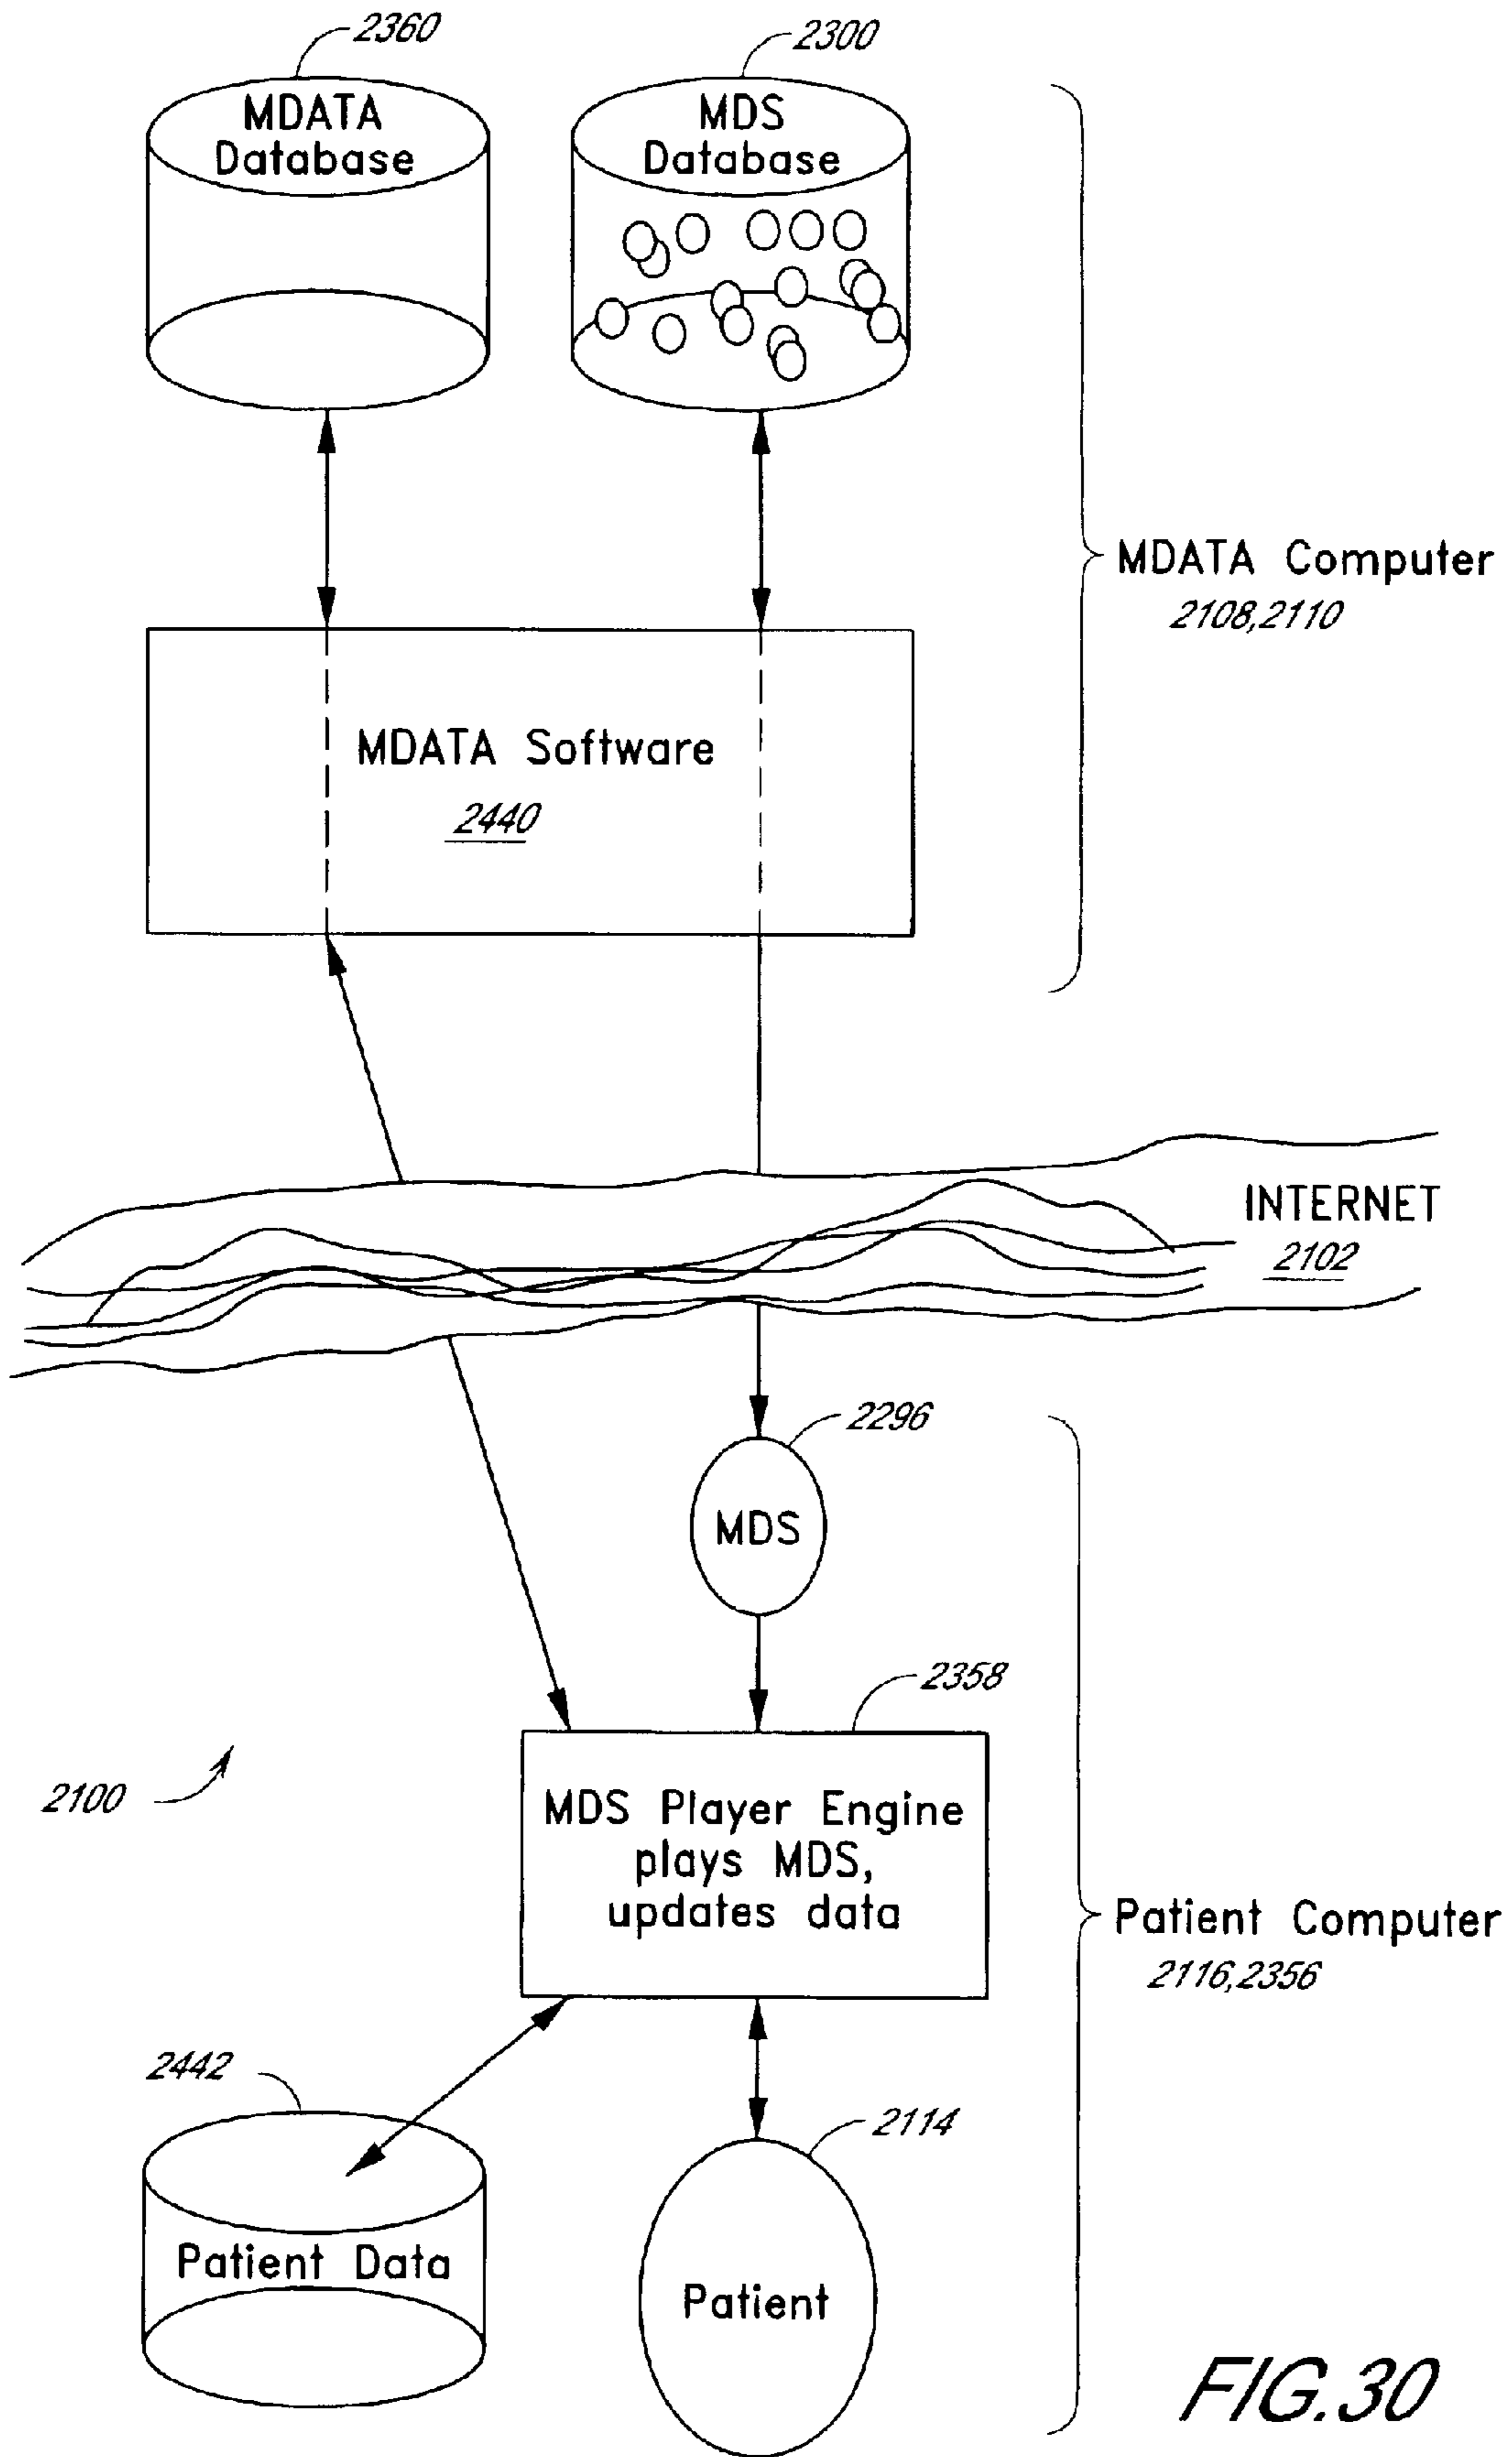 2360
2300
MDATA
Database
MDS
Database
MDATA Computer
2108,2110
MDATA Software
2440
INTERNET
2102
2296
MDS
2358
2100
MDS Player Engine
plays MDS,
updates data
Patient Computer
2116,2356
2442
2114
Patient Data
Patient
FIG.30